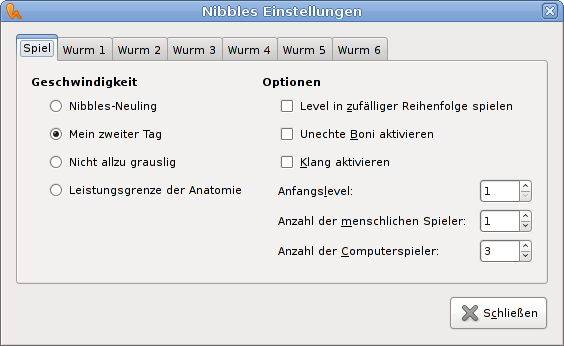 Nibbles Einstellungen
Spiel Wurm 1 Wurm 2 Wurm 3 Wurm 4 Wurm 5 Wurm 6
Geschwindigkeit
Nibbles-Neuling
Mein zweiter Tag
Nicht allzu grauslig
Leistungsgrenze der Anatomie
Optionen
Level in zufälliger Reihenfolge spielen
Unechte Boni aktivieren
Klang aktivieren
Anfangslevel: 1
Anzahl der menschlichen Spieler: 1
Anzahl der Computerspieler: 3
Schließen